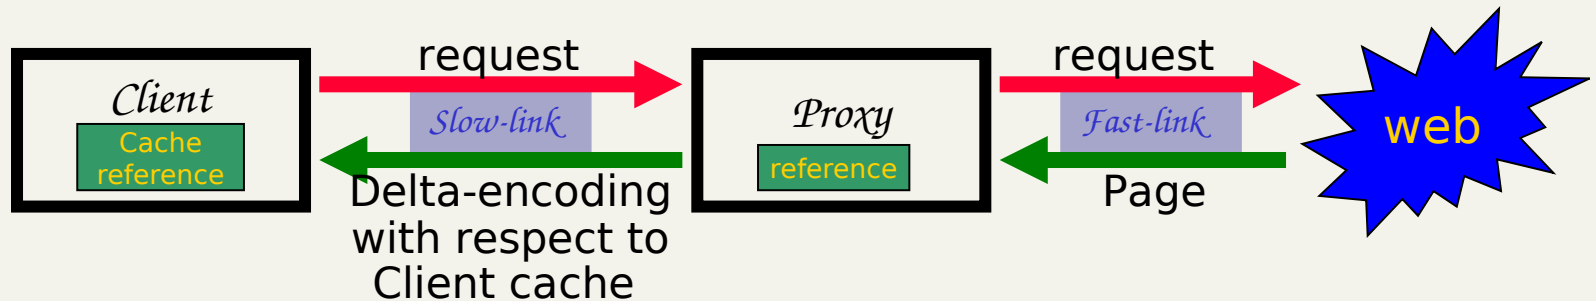 request
request
Client
Cache
reference
Slow-link
Proxy
reference
Fast-link
web
Delta-encoding
with respect to
Client cache
Page